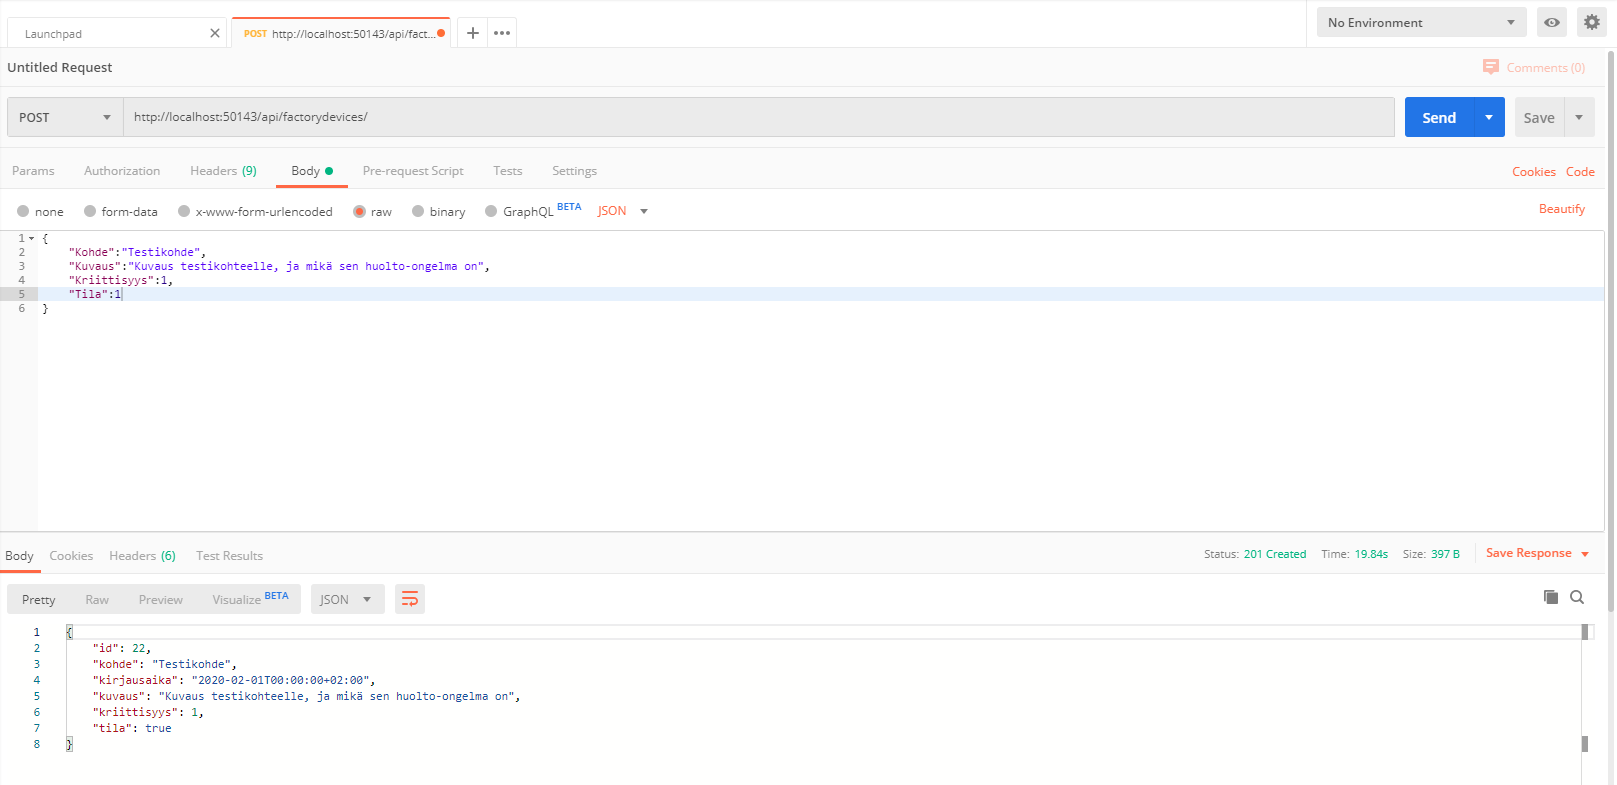 Launchpad
POST http://localhost:50143/api/fact...
No Environment
Untitled Request
Comments (0)
POST http://localhost:50143/api/factorydevices/ Send Save
Params Authorization Headers (9) Body Pre-request Script Tests Settings Cookies Code
none form-data x-www-form-urlencoded raw binary GraphQL BETA JSON Beautify
1 {
2 "Kohde":"Testikohde",
3 "Kuvaus":"Kuvaus testikohteelle, ja mikä sen huolto-ongelma on",
4 "Kriittisyys":1,
5 "Tila":1
6 }
Body Cookies Headers (6) Test Results Status: 201 Created Time: 19.84s Size: 397 B Save Response
Pretty Raw Preview Visualize BETA JSON
1 {
2 "id": 22,
3 "kohde": "Testikohde",
4 "kirjausaika": "2020-02-01T00:00:00+02:00",
5 "kuvaus": "Kuvaus testikohteelle, ja mikä sen huolto-ongelma on",
6 "kriittisyys": 1,
7 "tila": true
8 }